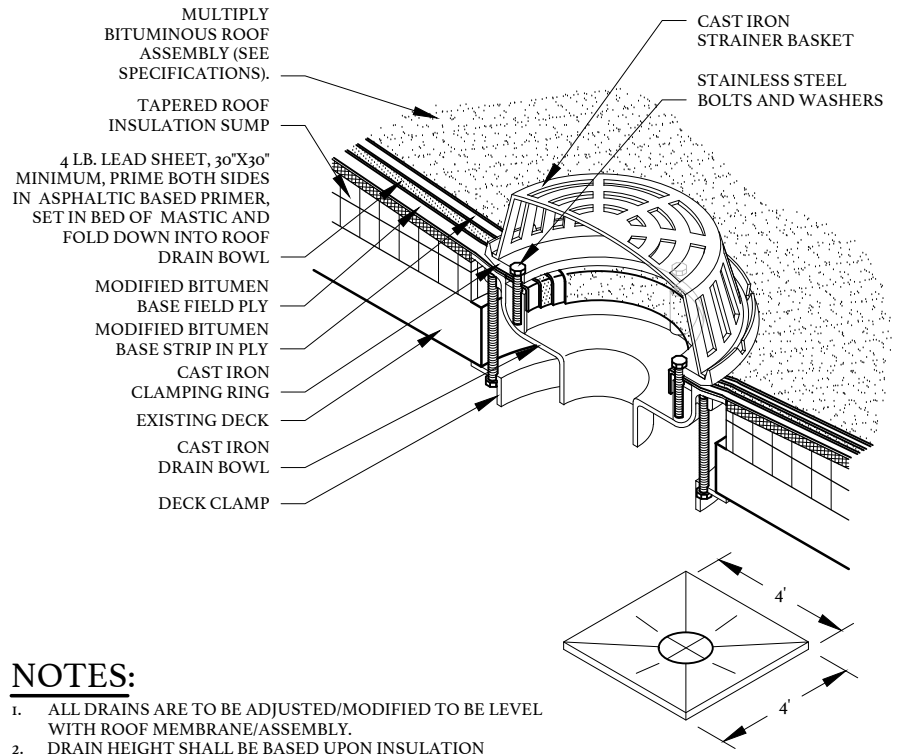 MULTIPLY
BITUMINOUS ROOF
ASSEMBLY (SEE
SPECIFICATIONS).
TAPERED ROOF
INSULATION SUMP
4 LB. LEAD SHEET, 30"X30"
MINIMUM, PRIME BOTH SIDES
IN ASPHALTIC BASED PRIMER,
SET IN BED OF MASTIC AND
FOLD DOWN INTO ROOF
DRAIN BOWL
MODIFIED BITUMEN
BASE FIELD PLY
MODIFIED BITUMEN
BASE STRIP IN PLY
CAST IRON
CLAMPING RING
EXISTING DECK
CAST IRON
DRAIN BOWL
DECK CLAMP
CAST IRON
STRAINER BASKET
STAINLESS STEEL
BOLTS AND WASHERS
4'
4'
NOTES:
1. ALL DRAINS ARE TO BE ADJUSTED/MODIFIED TO BE LEVEL
WITH ROOF MEMBRANE/ASSEMBLY.
2. DRAIN HEIGHT SHALL BE BASED UPON INSULATION